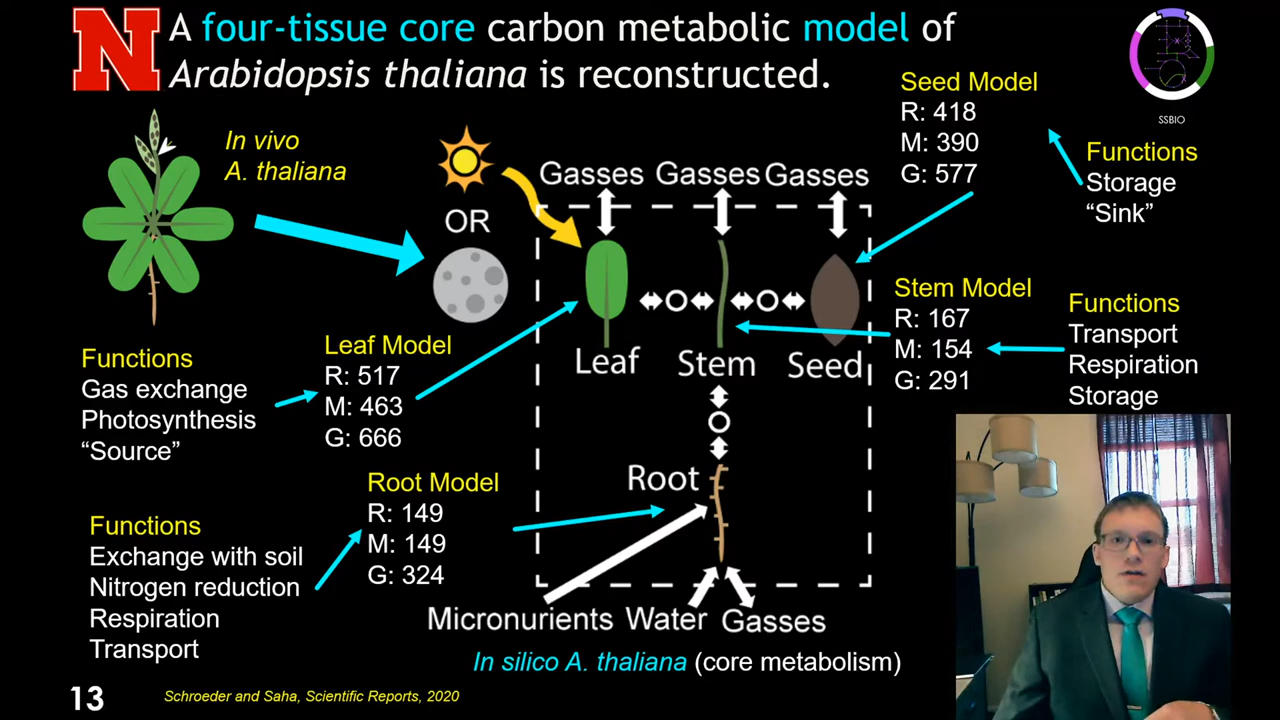 N
A four-tissue core carbon metabolic model of
Arabidopsis thaliana is reconstructed.
SSBIO
In vivo
A. thaliana
OR
Gasses Gasses Gasses
Seed Model
R: 418
M: 390
G: 577
Functions
Storage
“Sink”
Leaf
Stem
Seed
Stem Model
R: 167
M: 154
G: 291
Functions
Transport
Respiration
Storage
Functions
Gas exchange
Photosynthesis
“Source”
Leaf Model
R: 517
M: 463
G: 666
Root
Root Model
R: 149
M: 149
G: 324
Functions
Exchange with soil
Nitrogen reduction
Respiration
Transport
Micronurients Water Gasses
In silico A. thaliana (core metabolism)
13
Schroeder and Saha, Scientific Reports, 2020